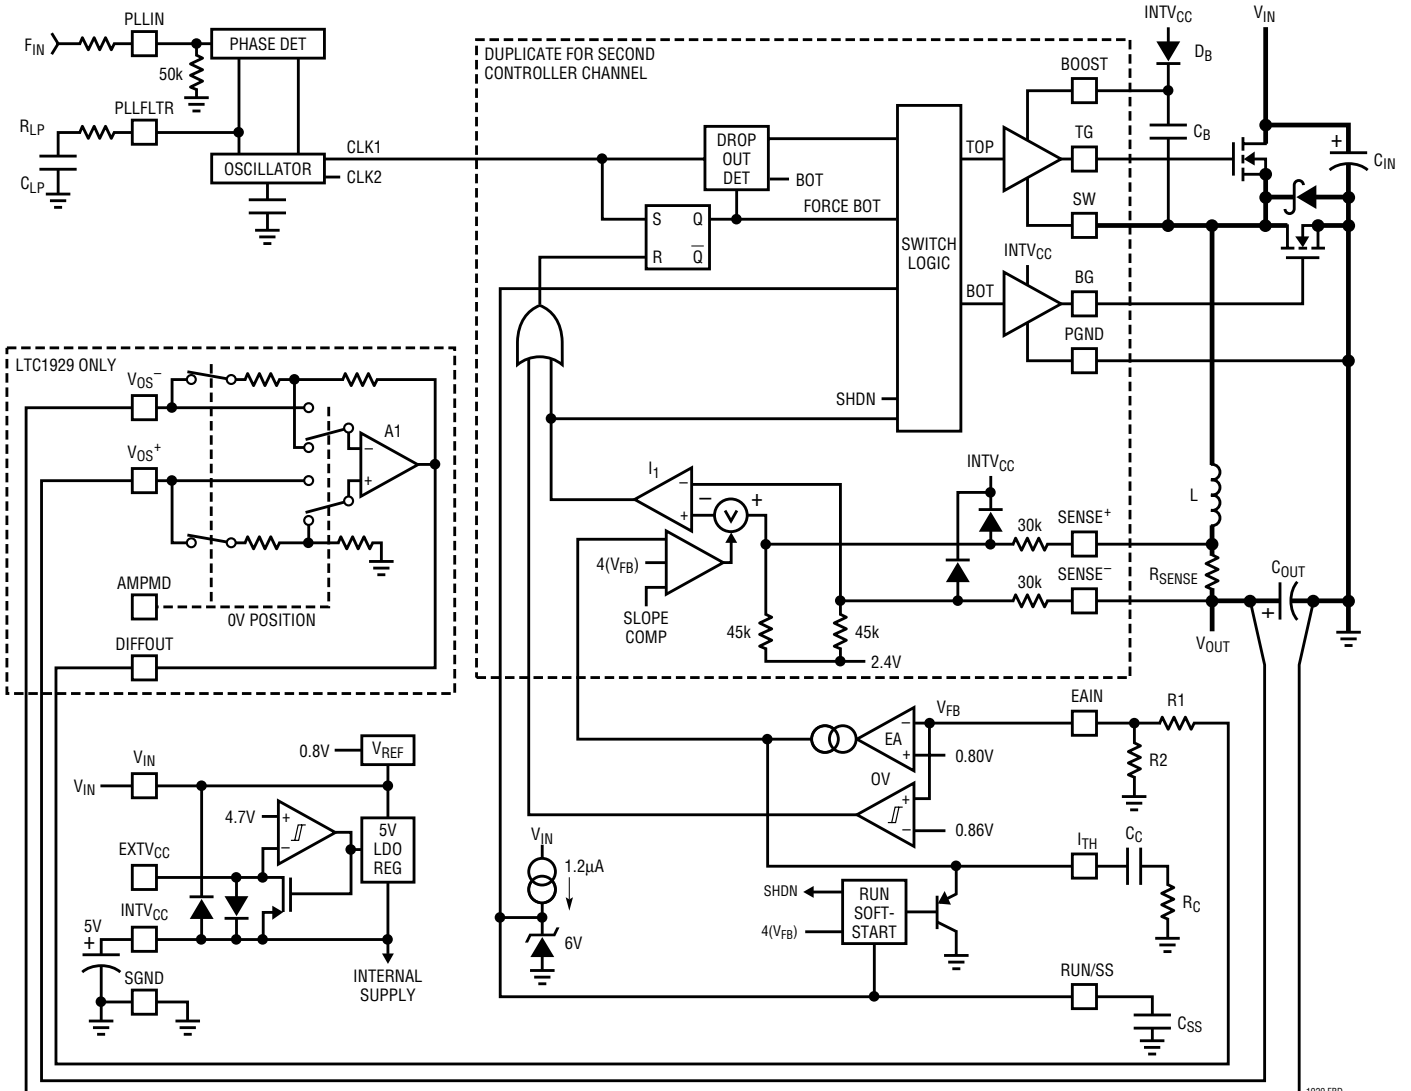 PLLIN
F_IN
PHASE DET
50k
PLLFLTR
R_LP
C_LP
OSCILLATOR
CLK1
CLK2
DUPLICATE FOR SECOND
CONTROLLER CHANNEL
DROP
OUT
DET
BOT
FORCE BOT
S Q
R Q̅
SWITCH
LOGIC
TOP
BOT
SHDN
INTV_CC
BOOST
TG
SW
BG
PGND
INTV_CC
D_B
C_B
V_IN
+
C_IN
LTC1929 ONLY
V_OS^−
V_OS^+
A1
−
+
AMPMD
0V POSITION
DIFFOUT
I_1
−
+
− +
V
4(V_FB)
SLOPE
COMP
45k
45k
2.4V
INTV_CC
30k
SENSE^+
30k
SENSE^−
L
R_SENSE
C_OUT
+
V_OUT
V_IN
V_IN
0.8V
V_REF
4.7V
+
−
5V
LDO
REG
EXTV_CC
INTV_CC
5V
+
SGND
INTERNAL
SUPPLY
V_FB
EA
−
+
0.80V
OV
+
−
0.86V
EAIN
R1
R2
V_IN
1.2µA
6V
I_TH
C_C
R_C
SHDN
4(V_FB)
RUN
SOFT-
START
RUN/SS
C_SS